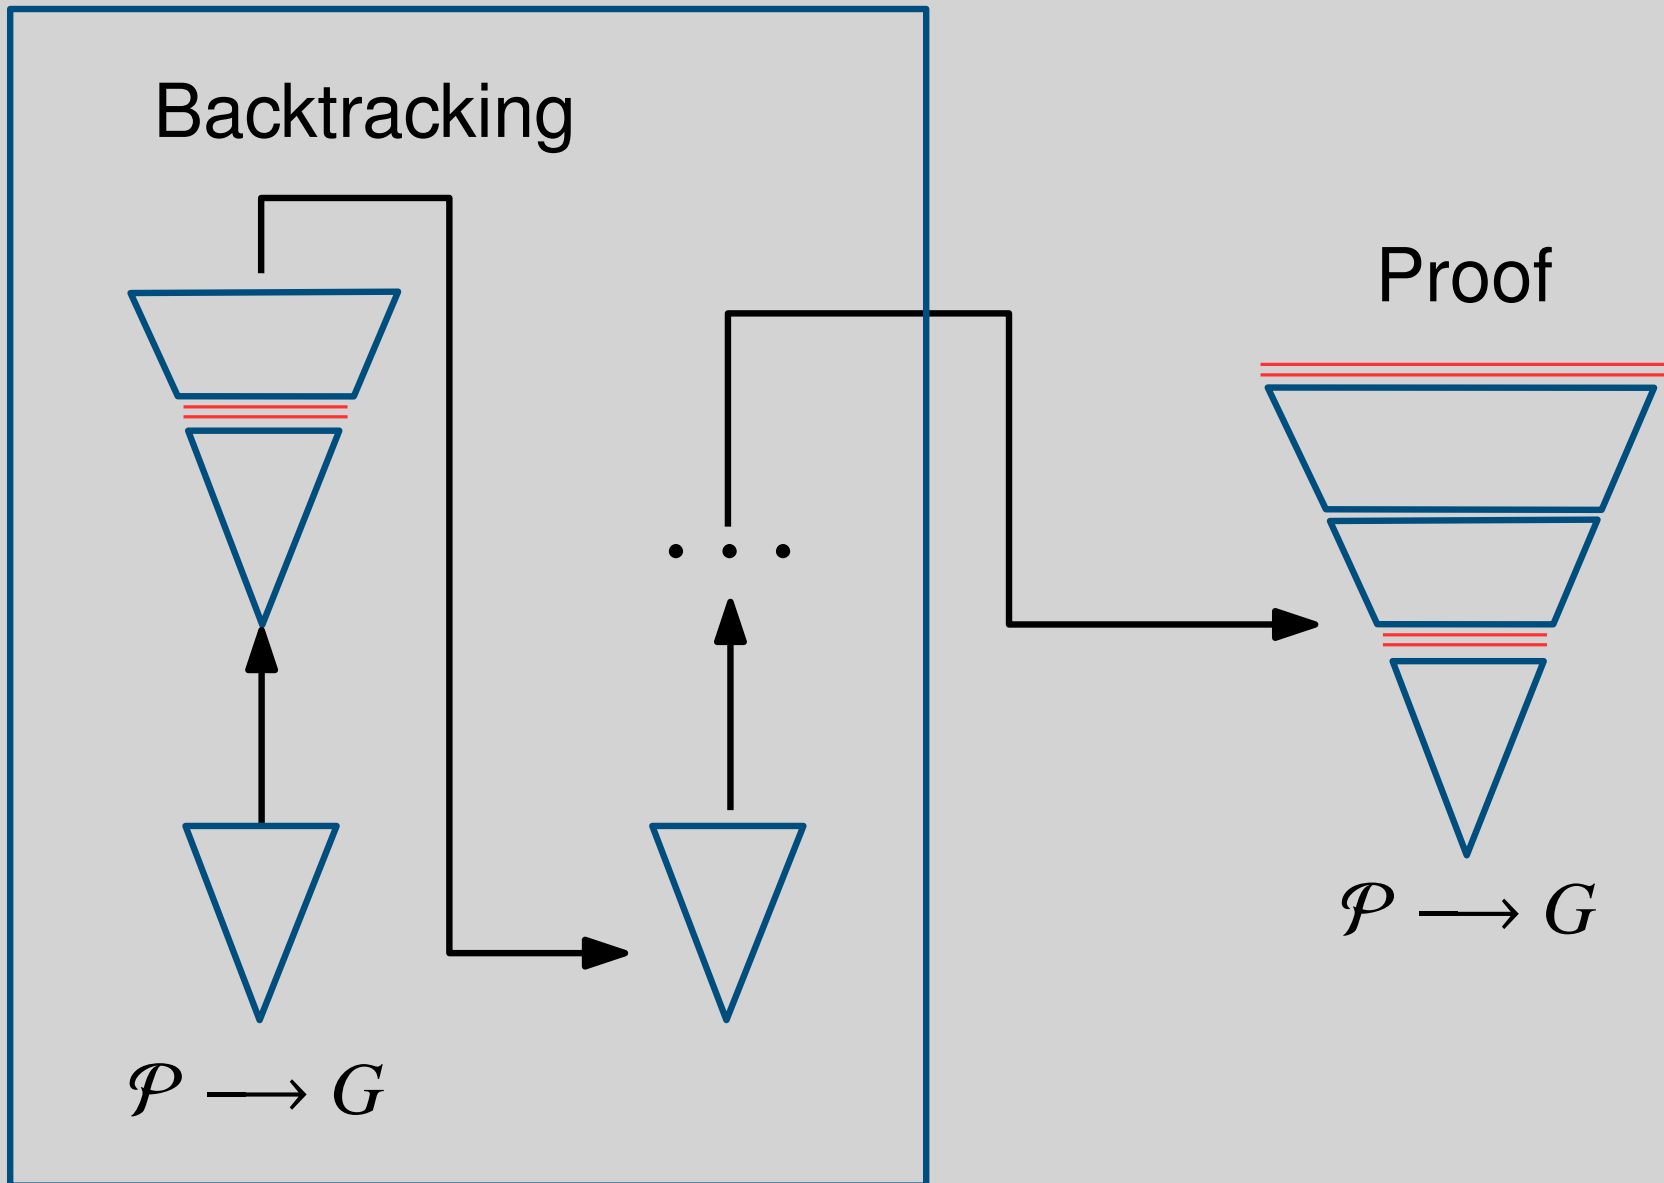 Backtracking
Proof
. . .
𝒫 ⟶ G
𝒫 ⟶ G